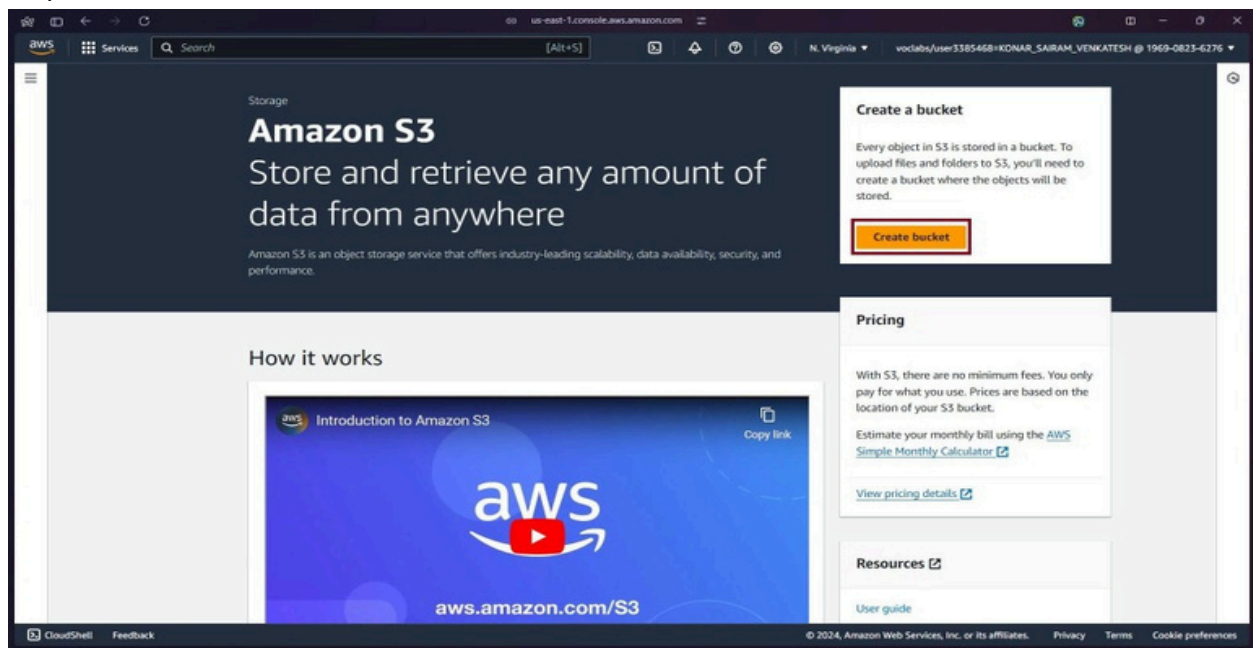 us-east-1.console.aws.amazon.com
aws
Services
Search
[Alt+S]
N. Virginia
voclabs/user3385468=KONAR_SAIRAM_VENKATESH @ 1969-0823-6276
Storage
Amazon S3
Store and retrieve any amount of
data from anywhere
Amazon S3 is an object storage service that offers industry-leading scalability, data availability, security, and
performance.
Create a bucket
Every object in S3 is stored in a bucket. To
upload files and folders to S3, you'll need to
create a bucket where the objects will be
stored.
Create bucket
Pricing
With S3, there are no minimum fees. You only
pay for what you use. Prices are based on the
location of your S3 bucket.
Estimate your monthly bill using the AWS
Simple Monthly Calculator
View pricing details
Resources
User guide
How it works
aws
Introduction to Amazon S3
Copy link
aws
aws.amazon.com/S3
CloudShell
Feedback
© 2024, Amazon Web Services, Inc. or its affiliates.
Privacy
Terms
Cookie preferences